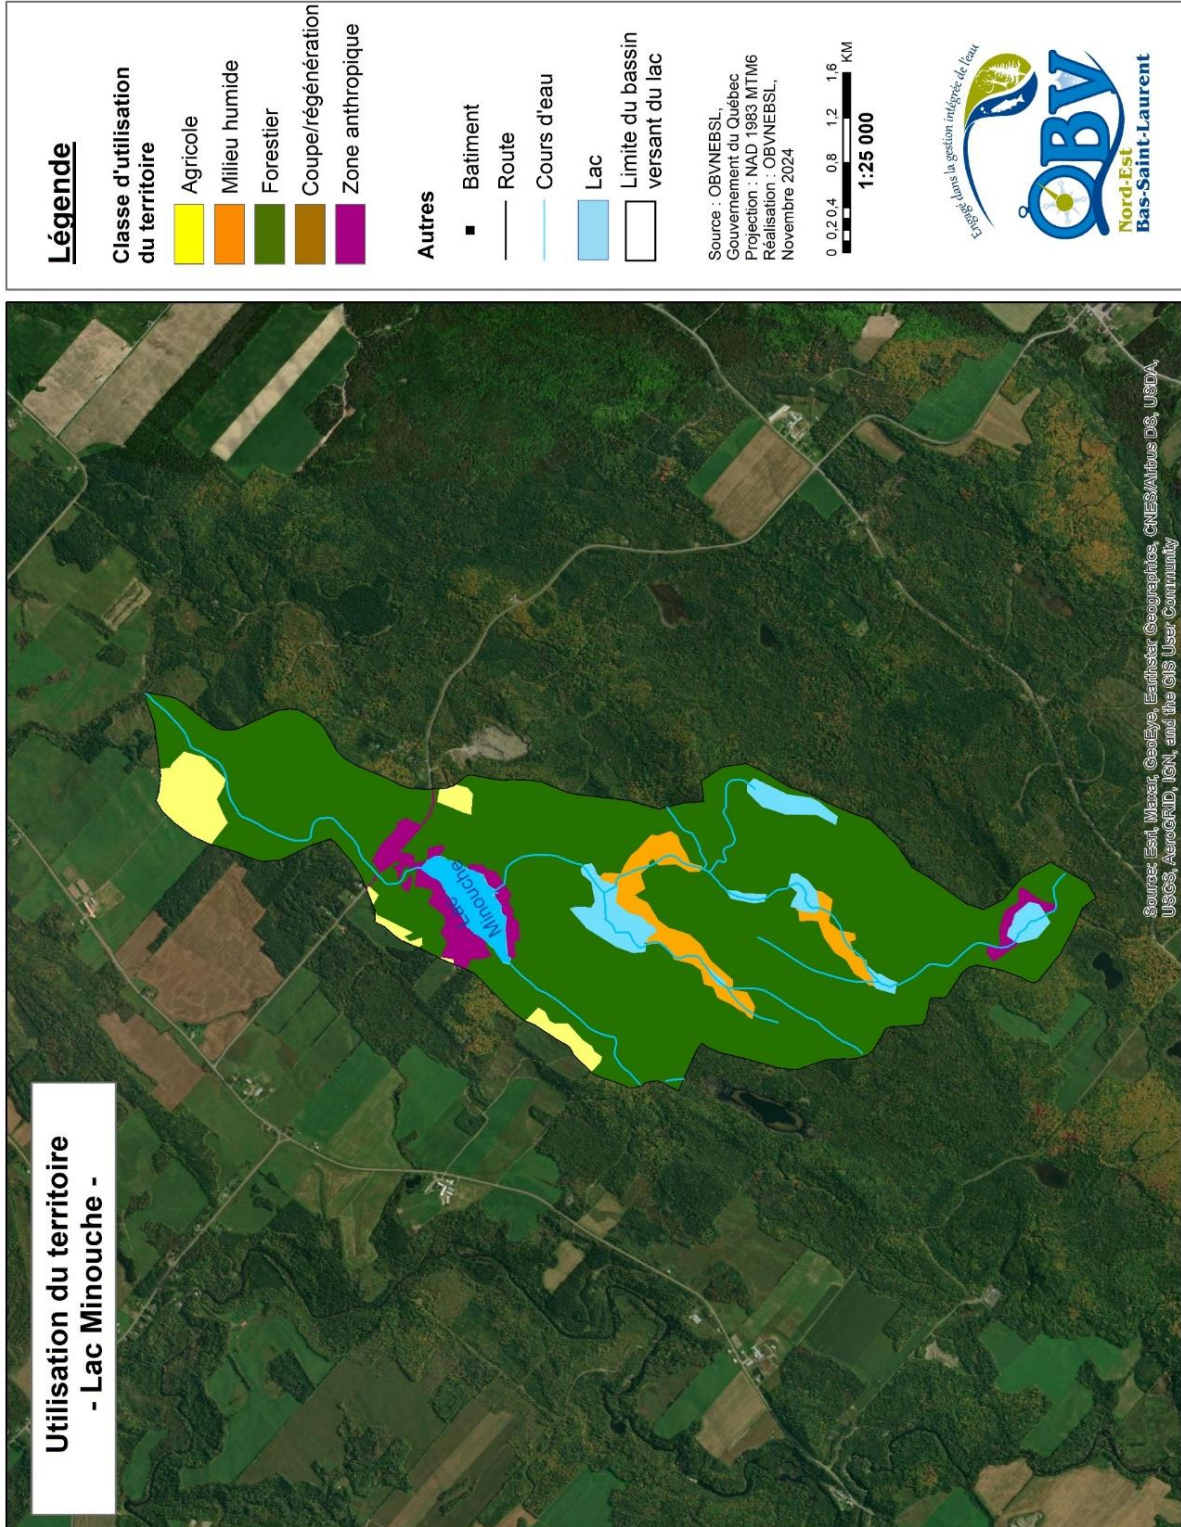 Utilisation du territoire
- Lac Minouche -
Lac
Minouche
Source: Esri, Maxar, GeoEye, Earthstar Geographics, CNES/Airbus DS, USDA,
USGS, AeroGRID, IGN, and the GIS User Community
Légende
Classe d'utilisation
du territoire
Agricole
Milieu humide
Forestier
Coupe/régénération
Zone anthropique
Autres
Batiment
Route
Cours d'eau
Lac
Limite du bassin
versant du lac
Source : OBVNEBSL,
Gouvernement du Québec
Projection : NAD 1983 MTM6
Réalisation : OBVNEBSL,
Novembre 2024
0 0,2 0,4 0,8 1,2 1,6
KM
1:25 000
Engagé dans la gestion intégrée de l'eau
OBV
Nord-Est
Bas-Saint-Laurent